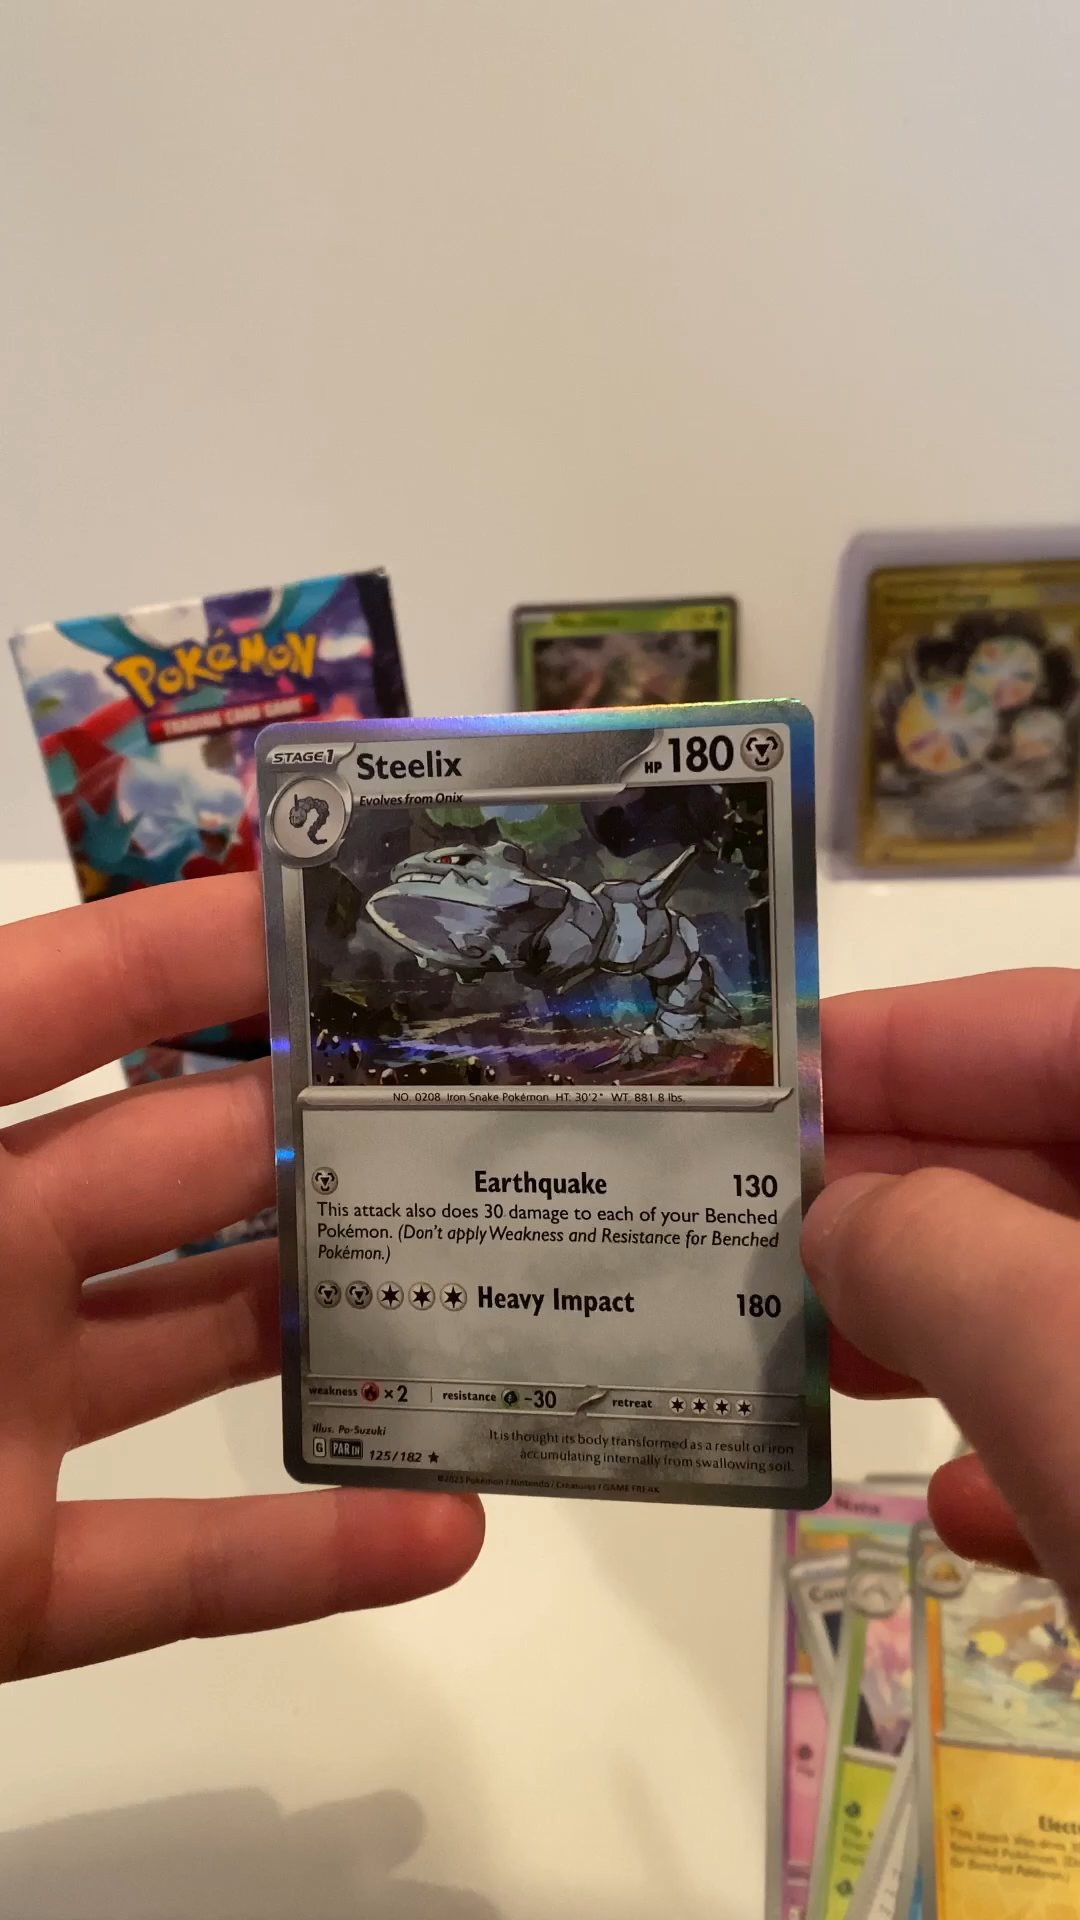 POKéMON
TRADING CARD GAME
STAGE1
Steelix
HP 180
Evolves from Onix
NO. 0208 Iron Snake Pokémon HT: 30'2" WT: 881.8 lbs.
Earthquake 130
This attack also does 30 damage to each of your Benched
Pokémon. (Don't apply Weakness and Resistance for Benched
Pokémon.)
Heavy Impact 180
weakness ×2 resistance -30 retreat
Illus. Po-Suzuki
G PAR EN 125/182
It is thought its body transformed as a result of iron
accumulating internally from swallowing soil.
©2023 Pokémon / Nintendo / Creatures / GAME FREAK